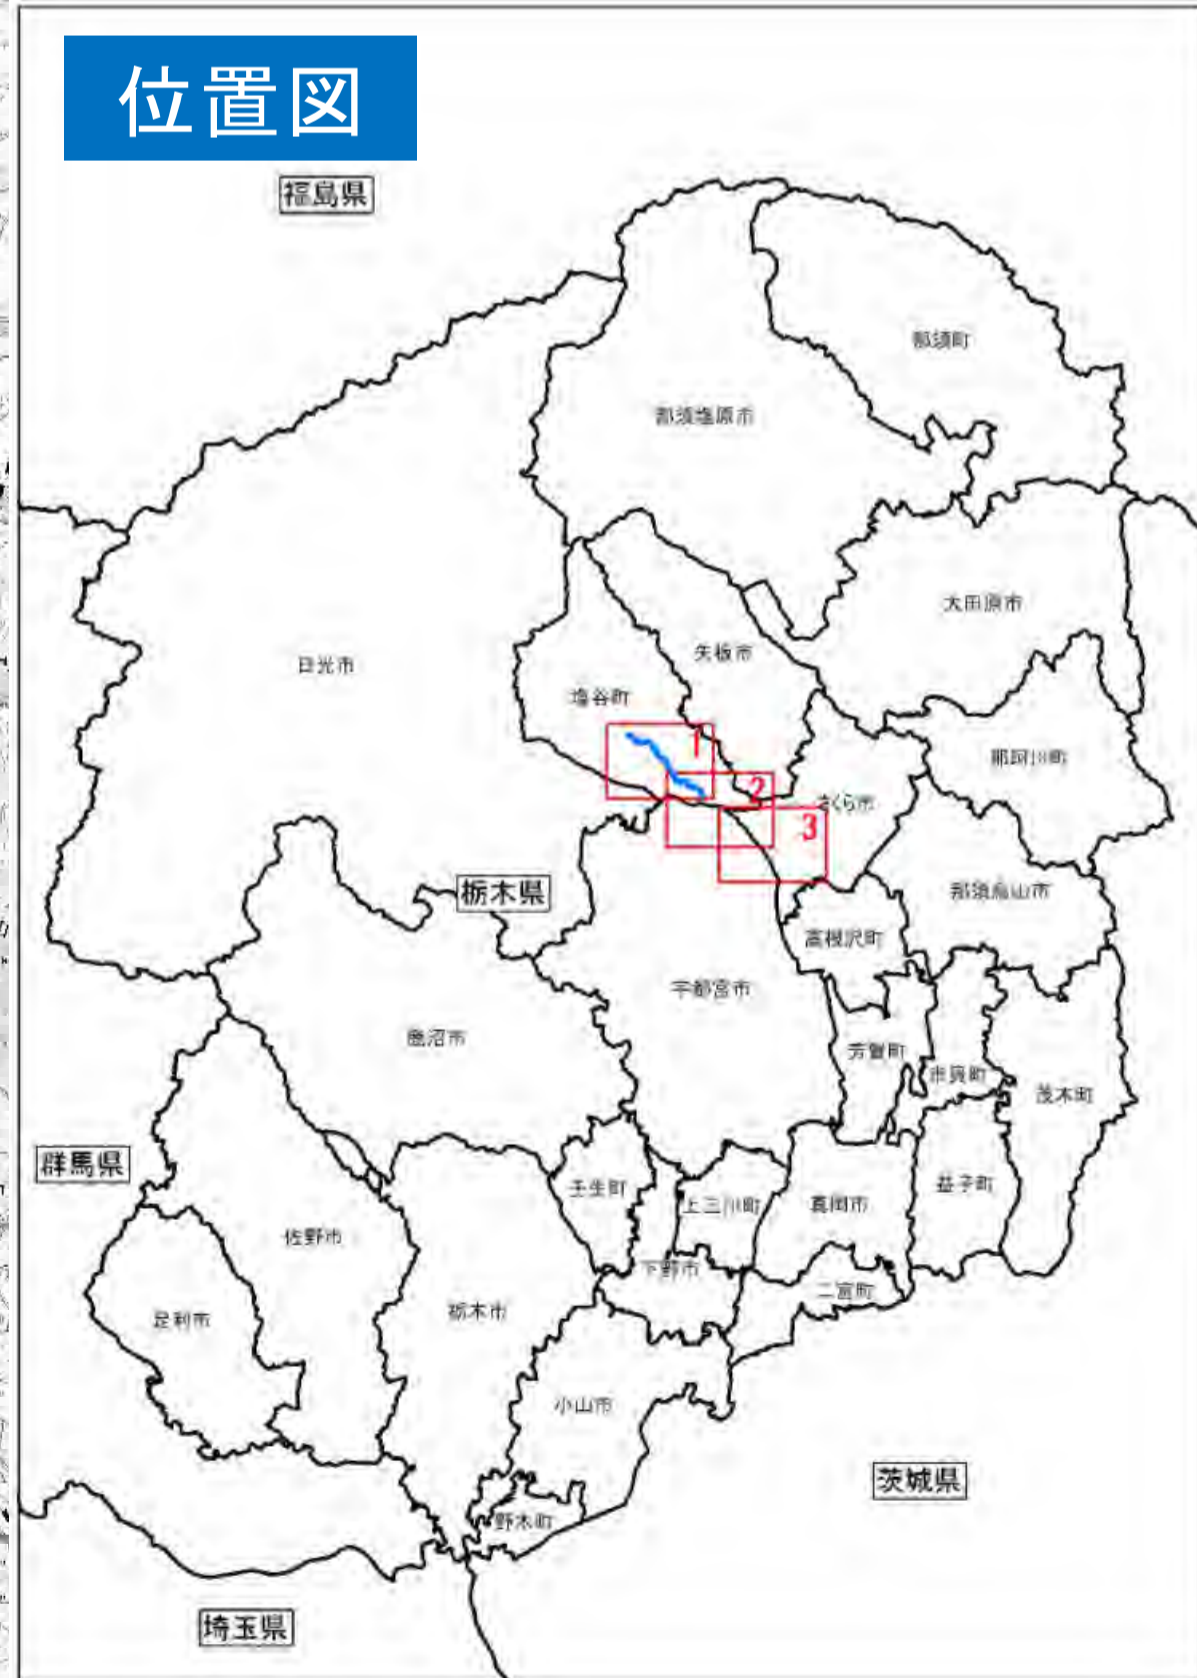 位置図
福島県
那須町
那須塩原市
大田原市
矢板市
日光市
塩谷町
那珂川町
1
2
さくら市
3
栃木県
那須烏山市
高根沢町
宇都宮市
鹿沼市
芳賀町
市貝町
茂木町
群馬県
壬生町
益子町
上三川町
真岡市
佐野市
下野市
二宮町
栃木市
足利市
小山市
茨城県
野木町
埼玉県